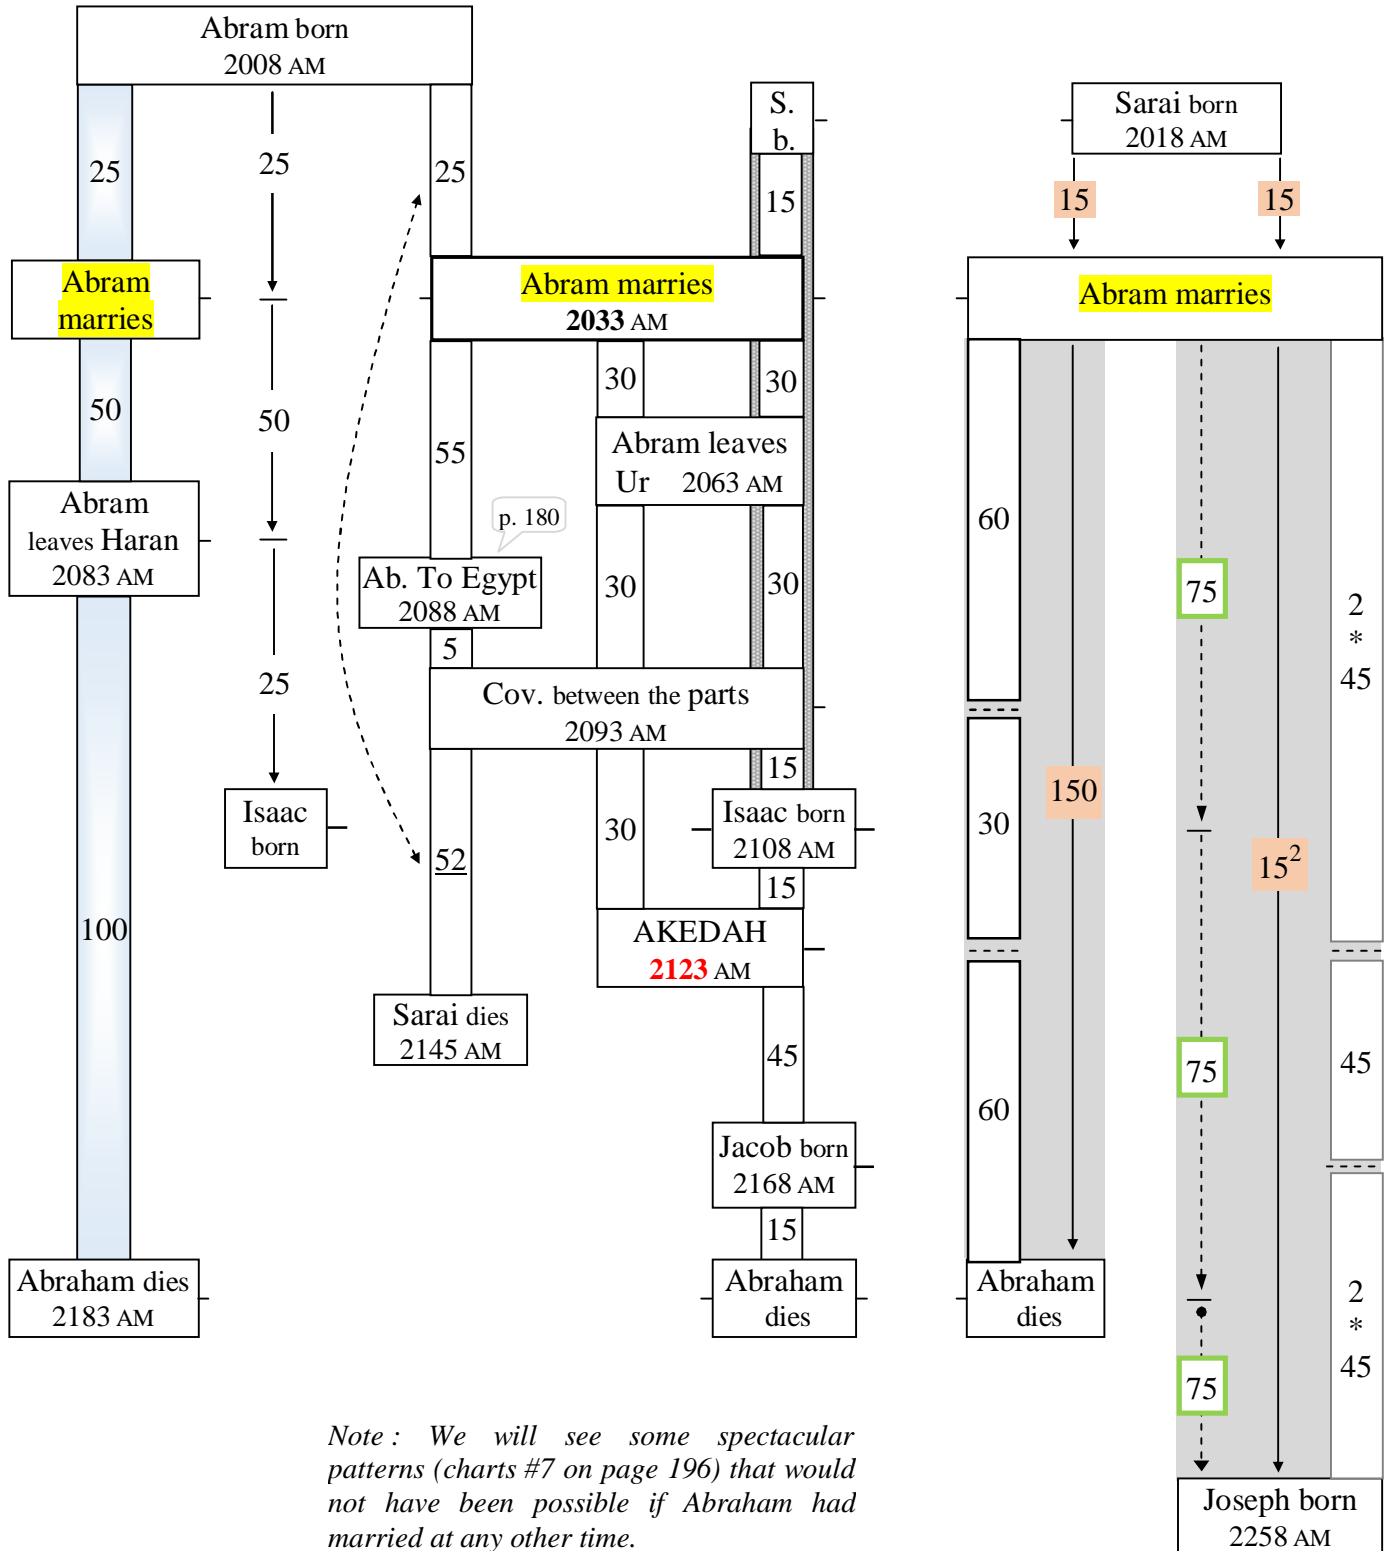 Abram born
2008 AM
S.
b.
Sarai born
2018 AM
25
25
25
15
15
15
Abram
marries
Abram marries
2033 AM
Abram marries
50
50
55
30
30
Abram leaves
Ur 2063 AM
Abram
leaves Haran
2083 AM
p. 180
Ab. To Egypt
2088 AM
30
30
60
75
2
*
45
5
25
Cov. between the parts
2093 AM
15
Isaac
born
52
30
Isaac born
2108 AM
15
30
150
15²
100
AKEDAH
2123 AM
Sarai dies
2145 AM
45
60
75
45
Jacob born
2168 AM
15
Abraham dies
2183 AM
Abraham
dies
Abraham
dies
2
*
45
75
Note : We will see some spectacular
patterns (charts #7 on page 196) that would
not have been possible if Abraham had
married at any other time.
Joseph born
2258 AM